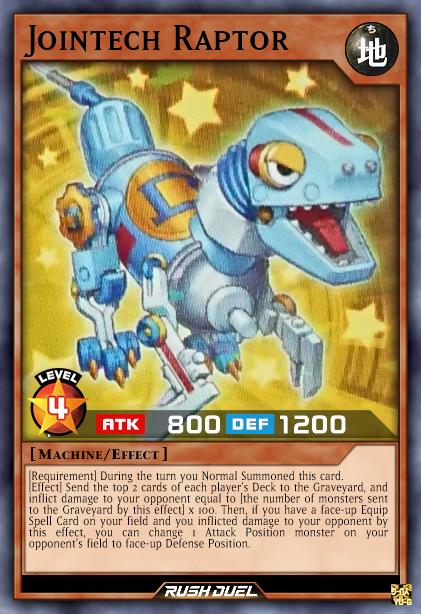 JOINTECH RAPTOR
ち
地
LEVEL
4
ATK 800 DEF 1200
[MACHINE/EFFECT]
[Requirement] During the turn you Normal Summoned this card.
[Effect] Send the top 2 cards of each player's Deck to the Graveyard, and
inflict damage to your opponent equal to [the number of monsters sent
to the Graveyard by this effect] x 100. Then, if you have a face-up Equip
Spell Card on your field and you inflicted damage to your opponent by
this effect, you can change 1 Attack Position monster on your
opponent's field to face-up Defense Position.
RUSH DUEL